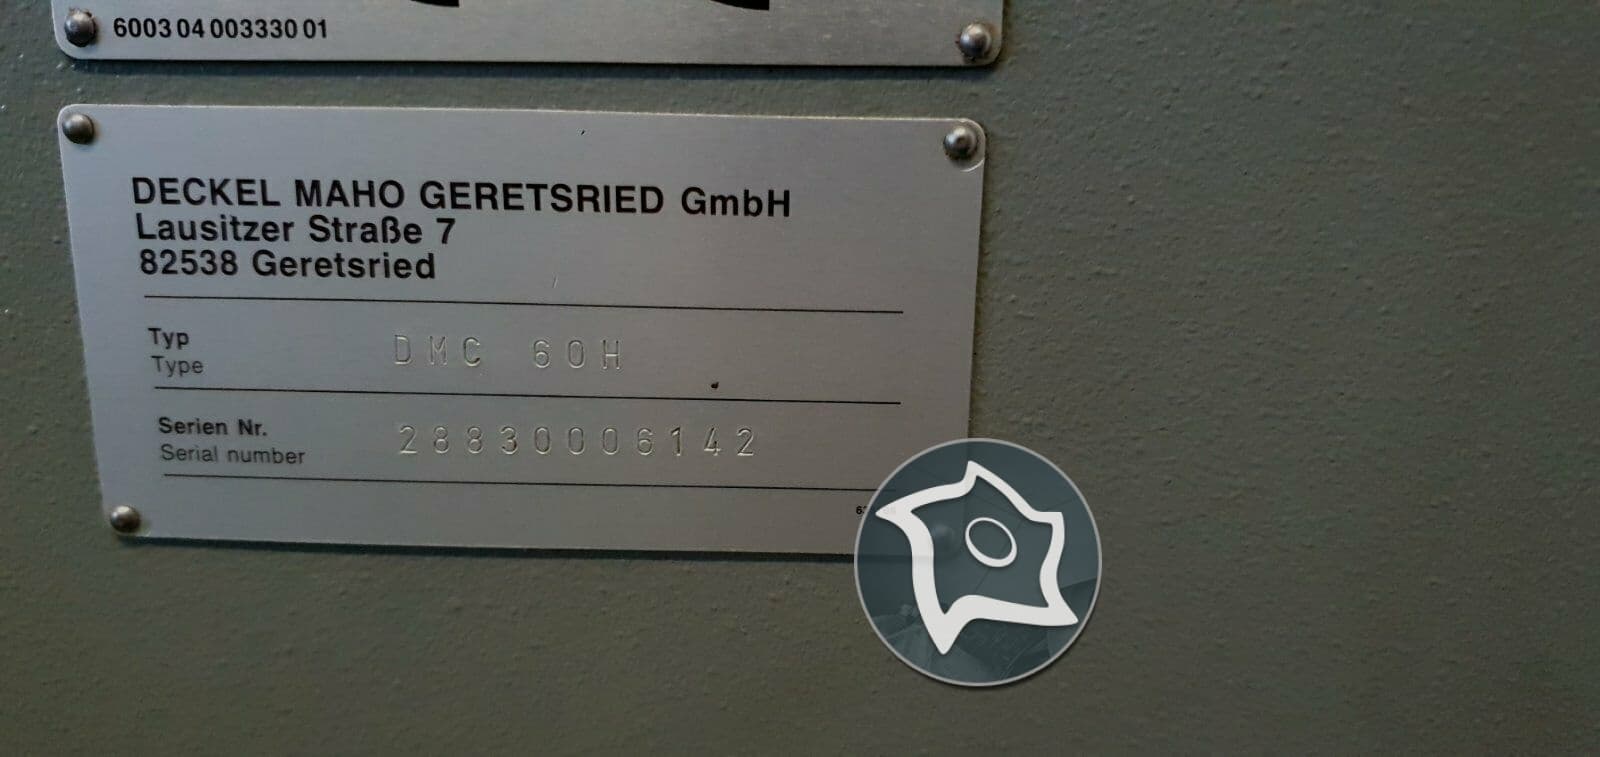 6003 04 003330 01
DECKEL MAHO GERETSRIED GmbH
Lausitzer Straße 7
82538 Geretsried
Typ
Type
DMC 60H
Serien Nr.
Serial number
28830006142